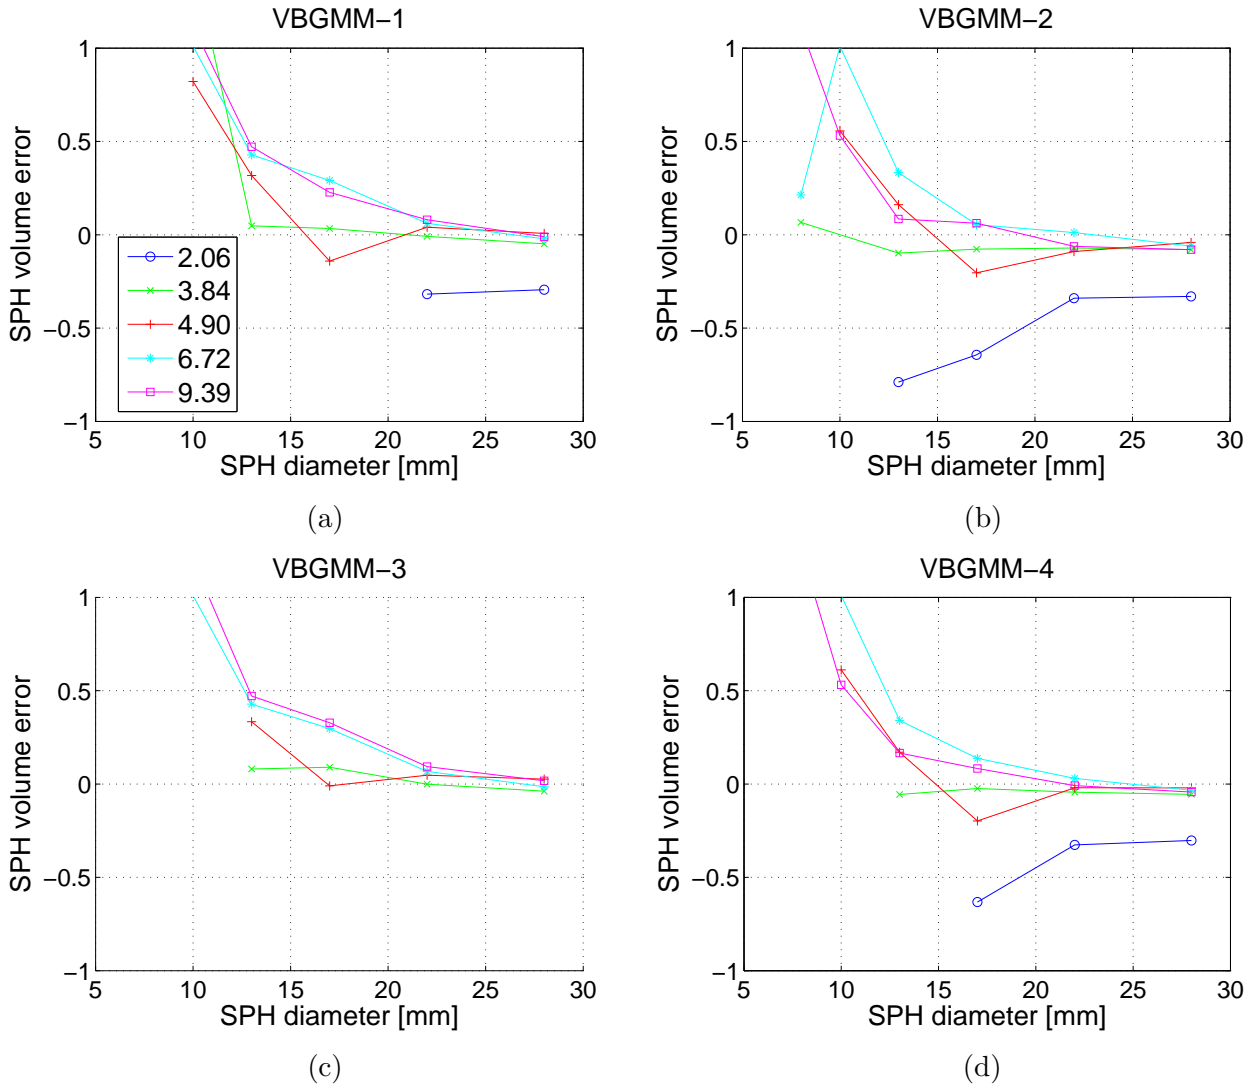 VBGMM−1
1
0.5
0
−0.5
−1
5 10 15 20 25 30
SPH volume error
SPH diameter [mm]
2.06
3.84
4.90
6.72
9.39
(a)
VBGMM−2
1
0.5
0
−0.5
−1
5 10 15 20 25 30
SPH volume error
SPH diameter [mm]
(b)
VBGMM−3
1
0.5
0
−0.5
−1
5 10 15 20 25 30
SPH volume error
SPH diameter [mm]
(c)
VBGMM−4
1
0.5
0
−0.5
−1
5 10 15 20 25 30
SPH volume error
SPH diameter [mm]
(d)